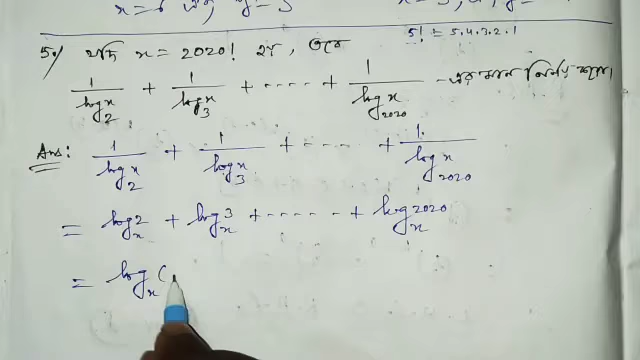 5.) যদি x = 2020! হয়, তবে
5! = 5.4.3.2.1
1/log₂x + 1/log₃x + ..... + 1/log₂₀₂₀x -এর মান নির্ণয় করো।
Ans: 1/log₂x + 1/log₃x + ..... + 1/log₂₀₂₀x
= logₓ2 + logₓ3 + ...... + logₓ2020
= logₓ(